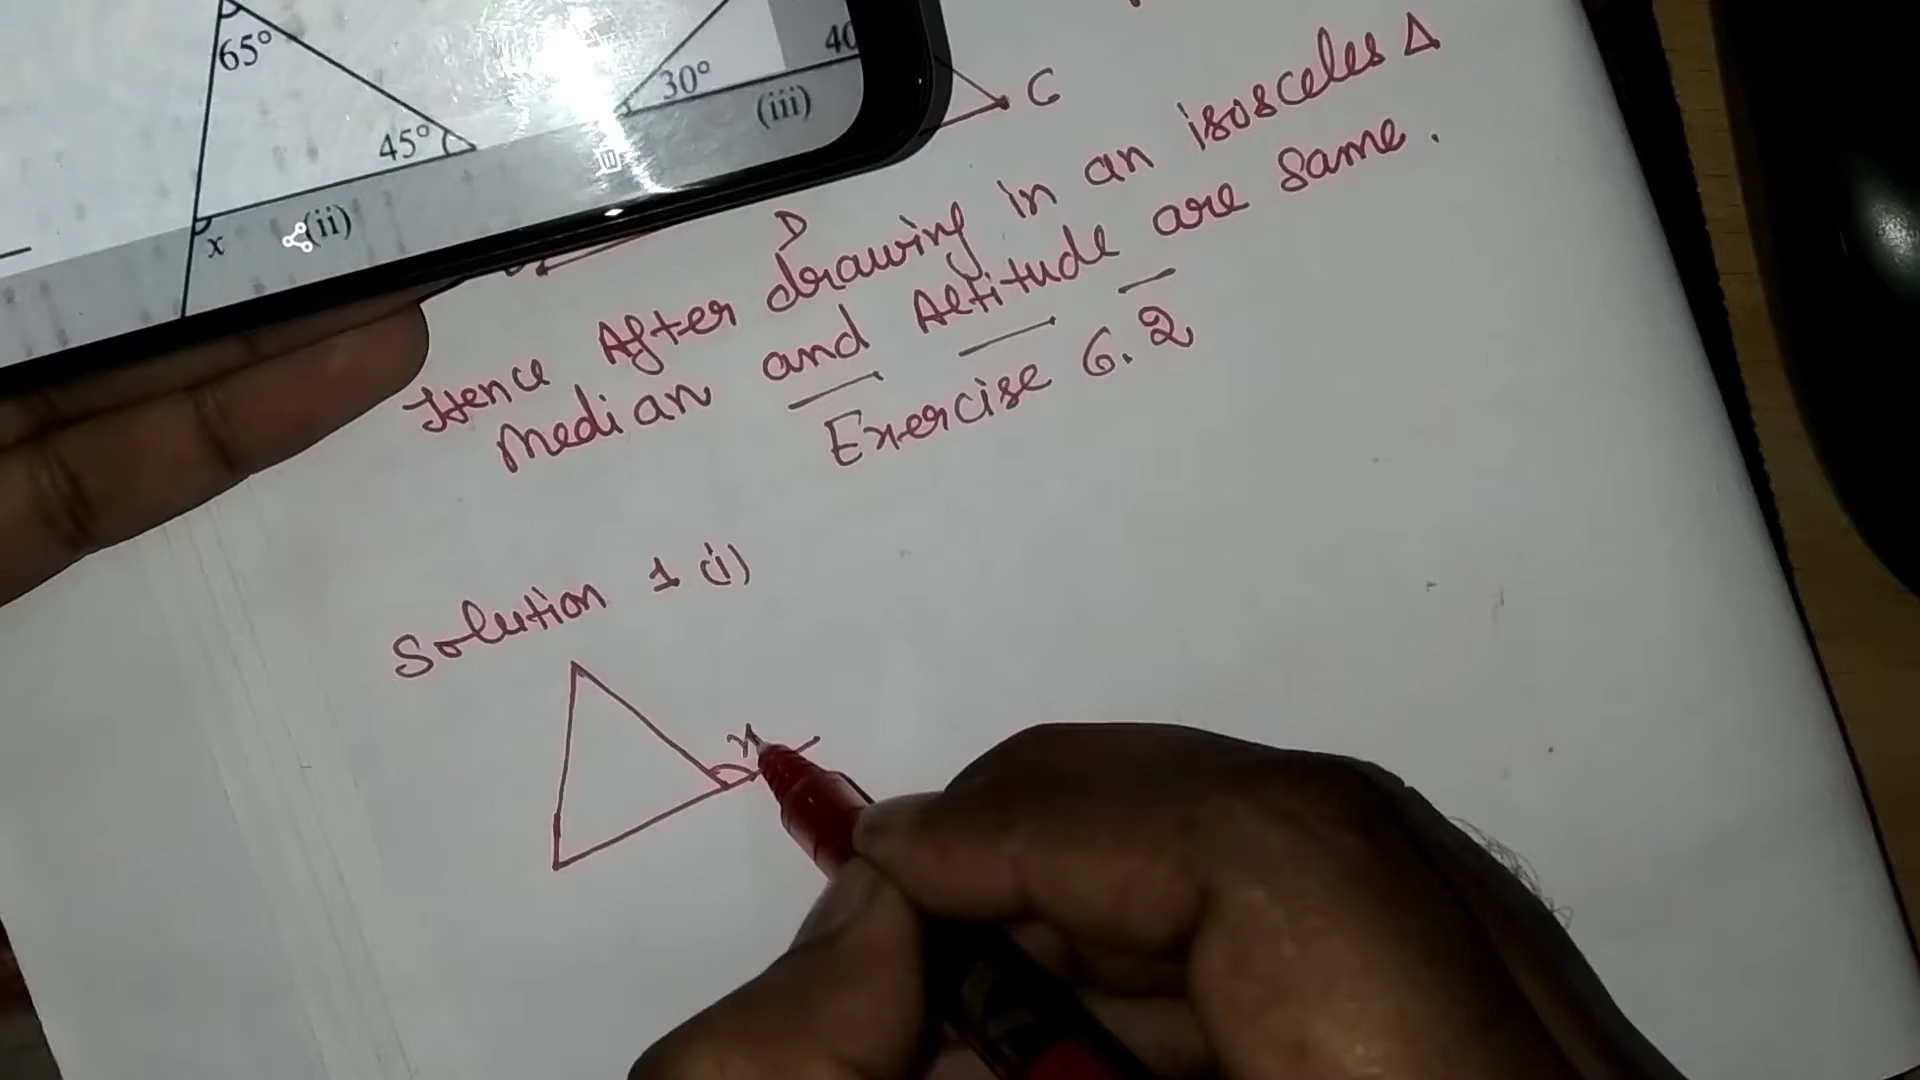 65°
45°
x
(ii)
30°
40
(iii)
C
D
Hence After drawing in an isosceles Δ
Median and Altitude are same.
Exercise 6.2
Solution 1 (i)
x